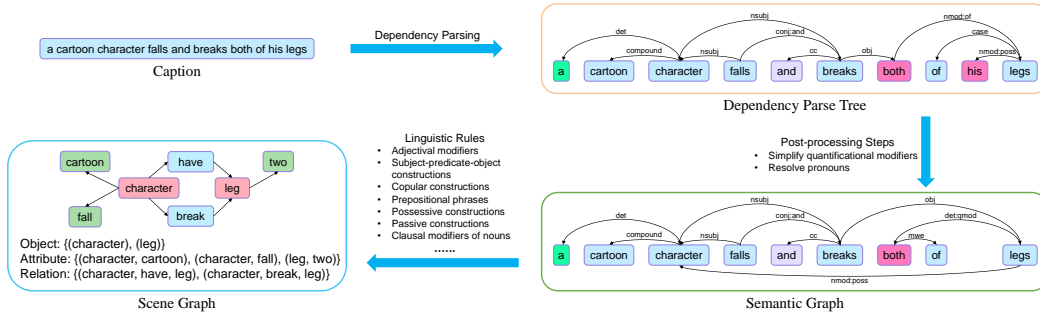 a cartoon character falls and breaks both of his legs
Caption
Dependency Parsing
det
compound
nsubj
nsubj
conj:and
cc
obj
nmod:of
case
nmod:poss
a cartoon character falls and breaks both of his legs
Dependency Parse Tree
Post-processing Steps
• Simplify quantificational modifiers
• Resolve pronouns
det
compound
nsubj
nsubj
conj:and
cc
obj
det:qmod
mwe
a cartoon character falls and breaks both of legs
nmod:poss
Semantic Graph
Linguistic Rules
• Adjectival modifiers
• Subject-predicate-object
constructions
• Copular constructions
• Prepositional phrases
• Possessive constructions
• Passive constructions
• Clausal modifiers of nouns
......
cartoon have two
character leg
fall break
Object: {(character), (leg)}
Attribute: {(character, cartoon), (character, fall), (leg, two)}
Relation: {(character, have, leg), (character, break, leg)}
Scene Graph